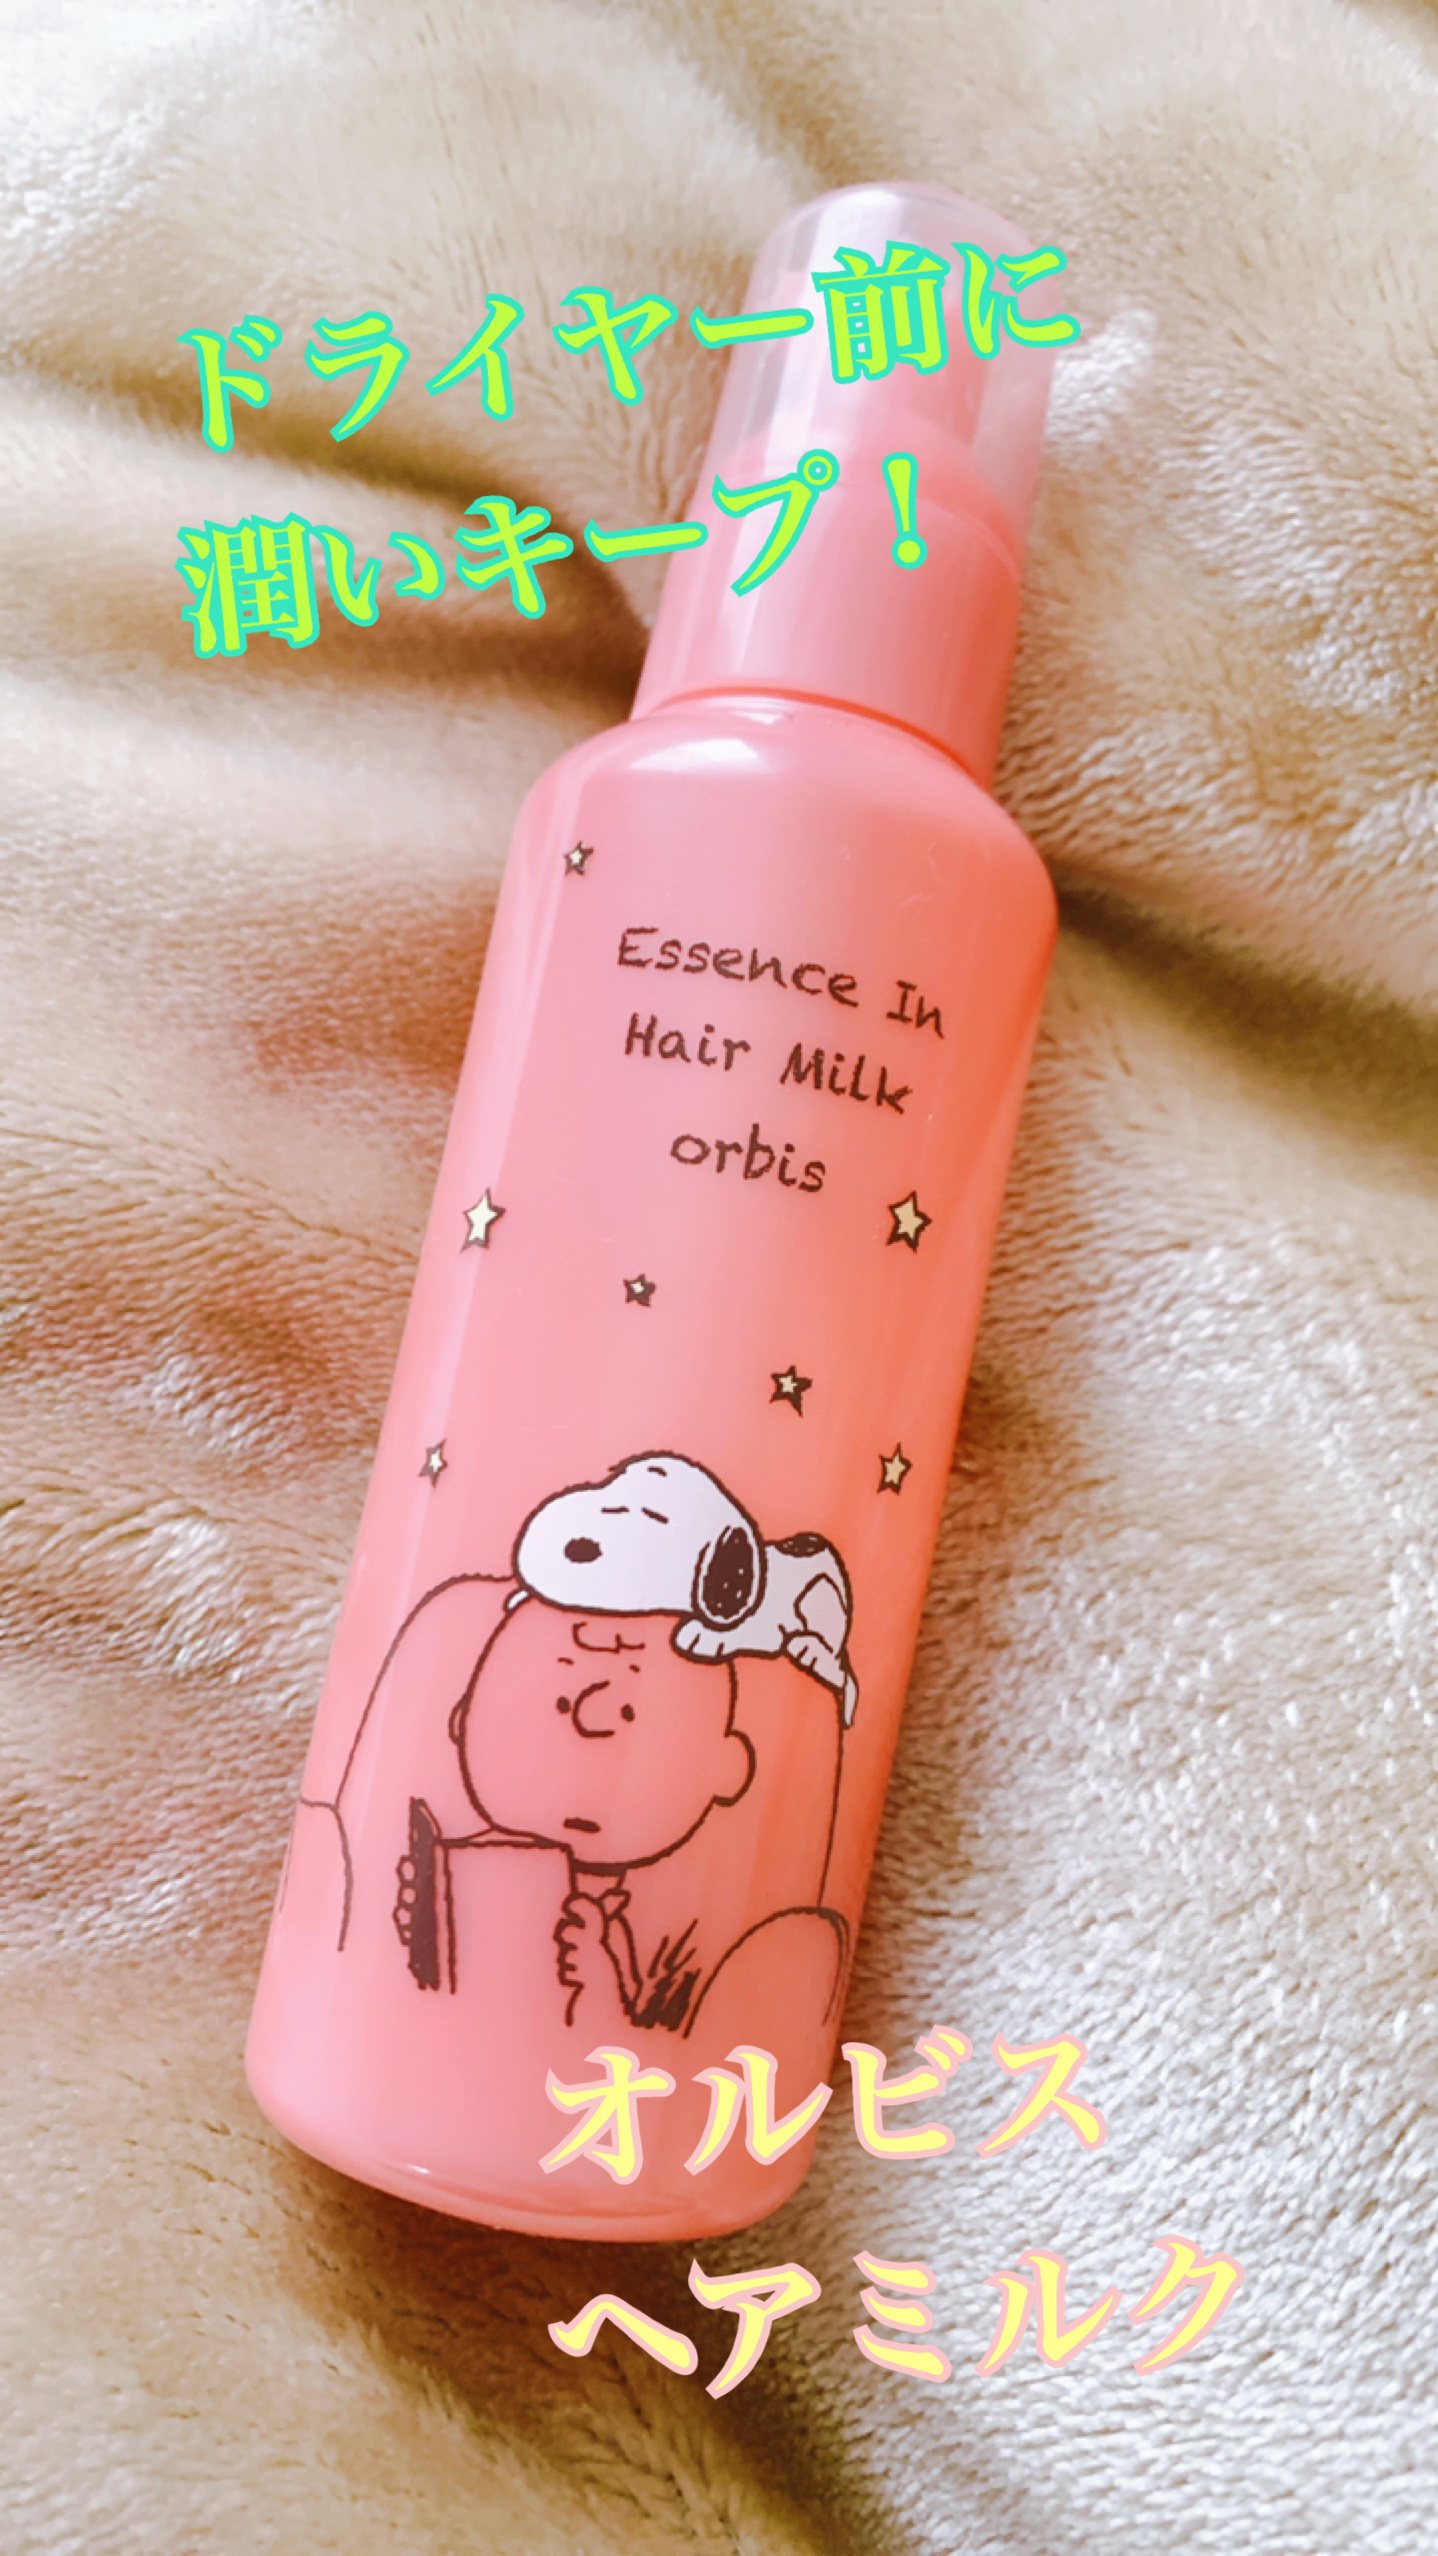 ドライヤー前に
潤いキープ！
Essence In
Hair Milk
orbis
オルビス
ヘアミルク